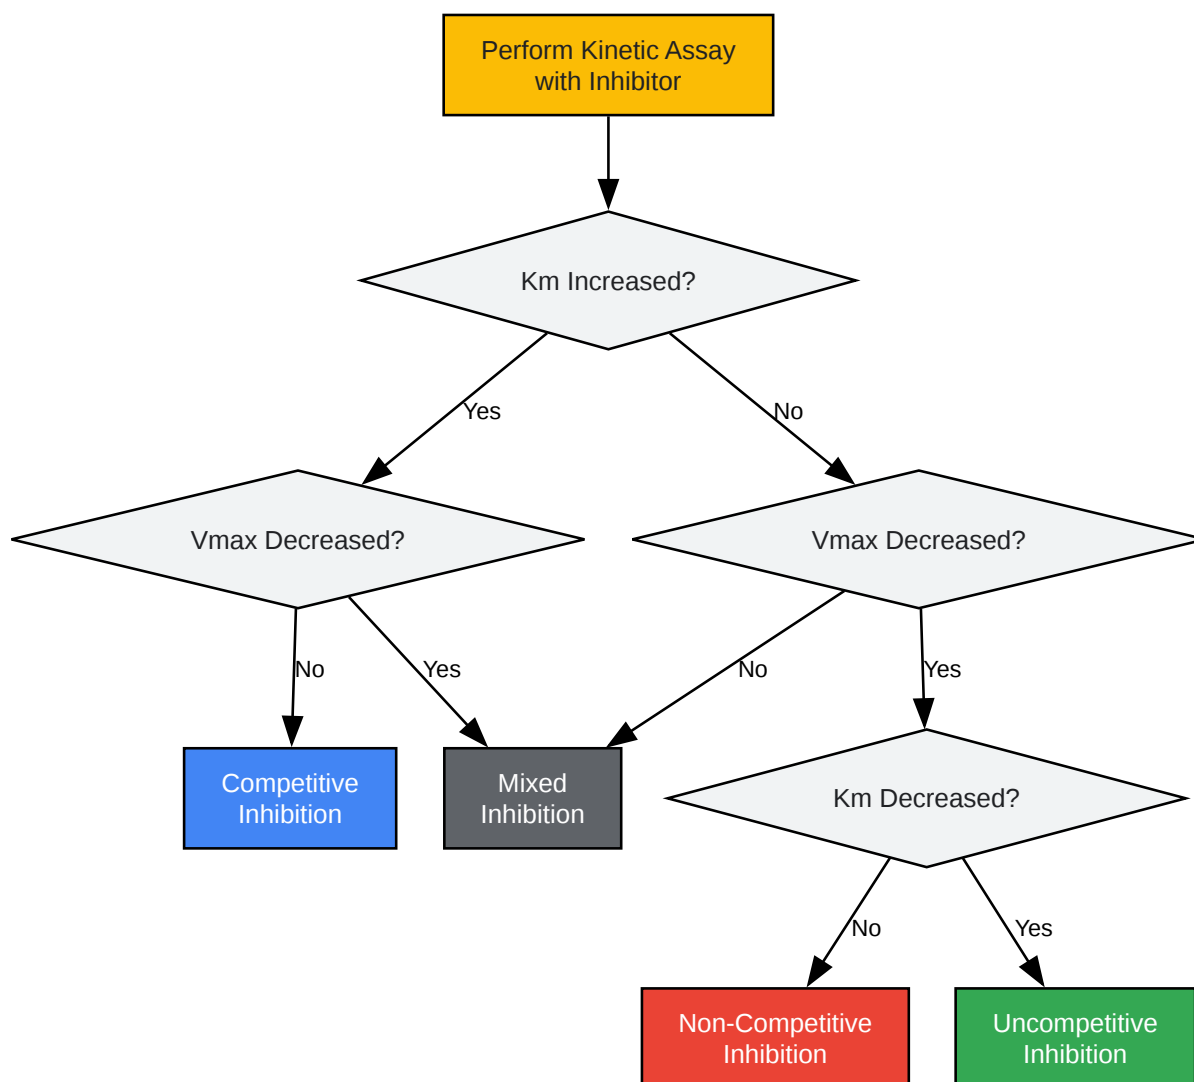 Perform Kinetic Assay
with Inhibitor
Km Increased?
Yes
No
Vmax Decreased?
Vmax Decreased?
No
Yes
No
Yes
Competitive
Inhibition
Mixed
Inhibition
Km Decreased?
No
Yes
Non-Competitive
Inhibition
Uncompetitive
Inhibition